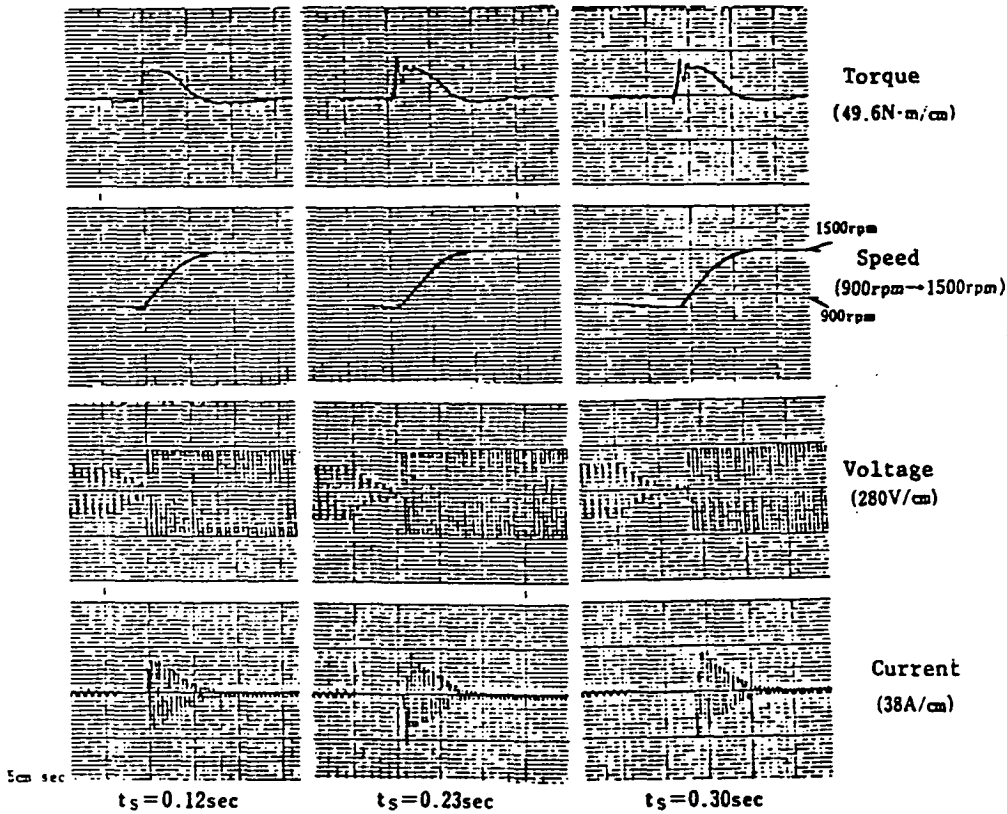 Torque
(49.6N·m/cm)
1500rpm
Speed
(900rpm→1500rpm)
900rpm
Voltage
(280V/cm)
Current
(38A/cm)
5cm sec
tS=0.12sec
tS=0.23sec
tS=0.30sec